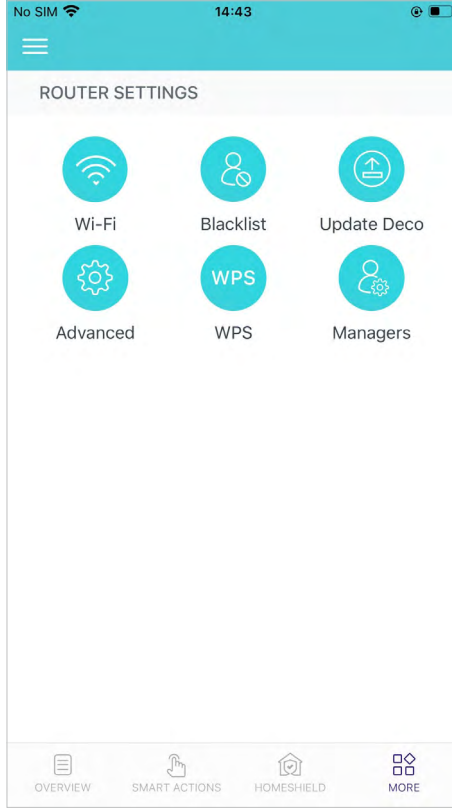 No SIM 14:43
ROUTER SETTINGS
Wi-Fi Blacklist Update Deco
WPS
Advanced WPS Managers
OVERVIEW SMART ACTIONS HOMESHIELD MORE